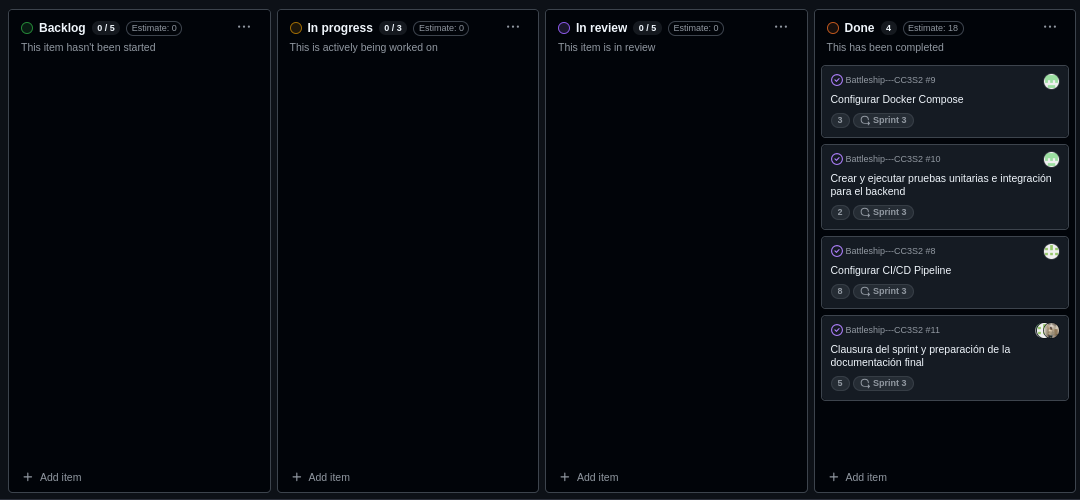 Backlog 0 / 5 Estimate: 0
This item hasn't been started
Add item
In progress 0 / 3 Estimate: 0
This is actively being worked on
Add item
In review 0 / 5 Estimate: 0
This item is in review
Add item
Done 4 Estimate: 18
This has been completed
Battleship---CC3S2 #9
Configurar Docker Compose
3 Sprint 3
Battleship---CC3S2 #10
Crear y ejecutar pruebas unitarias e integración
para el backend
2 Sprint 3
Battleship---CC3S2 #8
Configurar CI/CD Pipeline
8 Sprint 3
Battleship---CC3S2 #11
Clausura del sprint y preparación de la
documentación final
5 Sprint 3
Add item